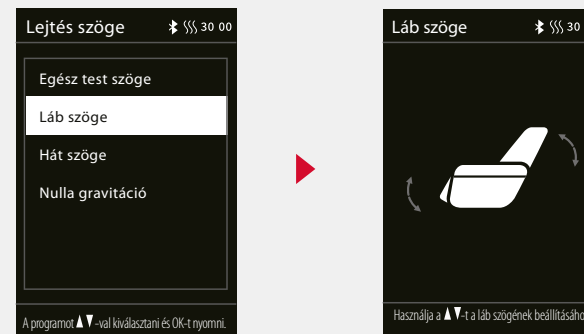 Lejtés szöge 30 00
Egész test szöge
Láb szöge
Hát szöge
Nulla gravitáció
A programot ▲▼-val kiválasztani és OK-t nyomni.
Láb szöge 30
Használja a ▲▼-t a láb szögének